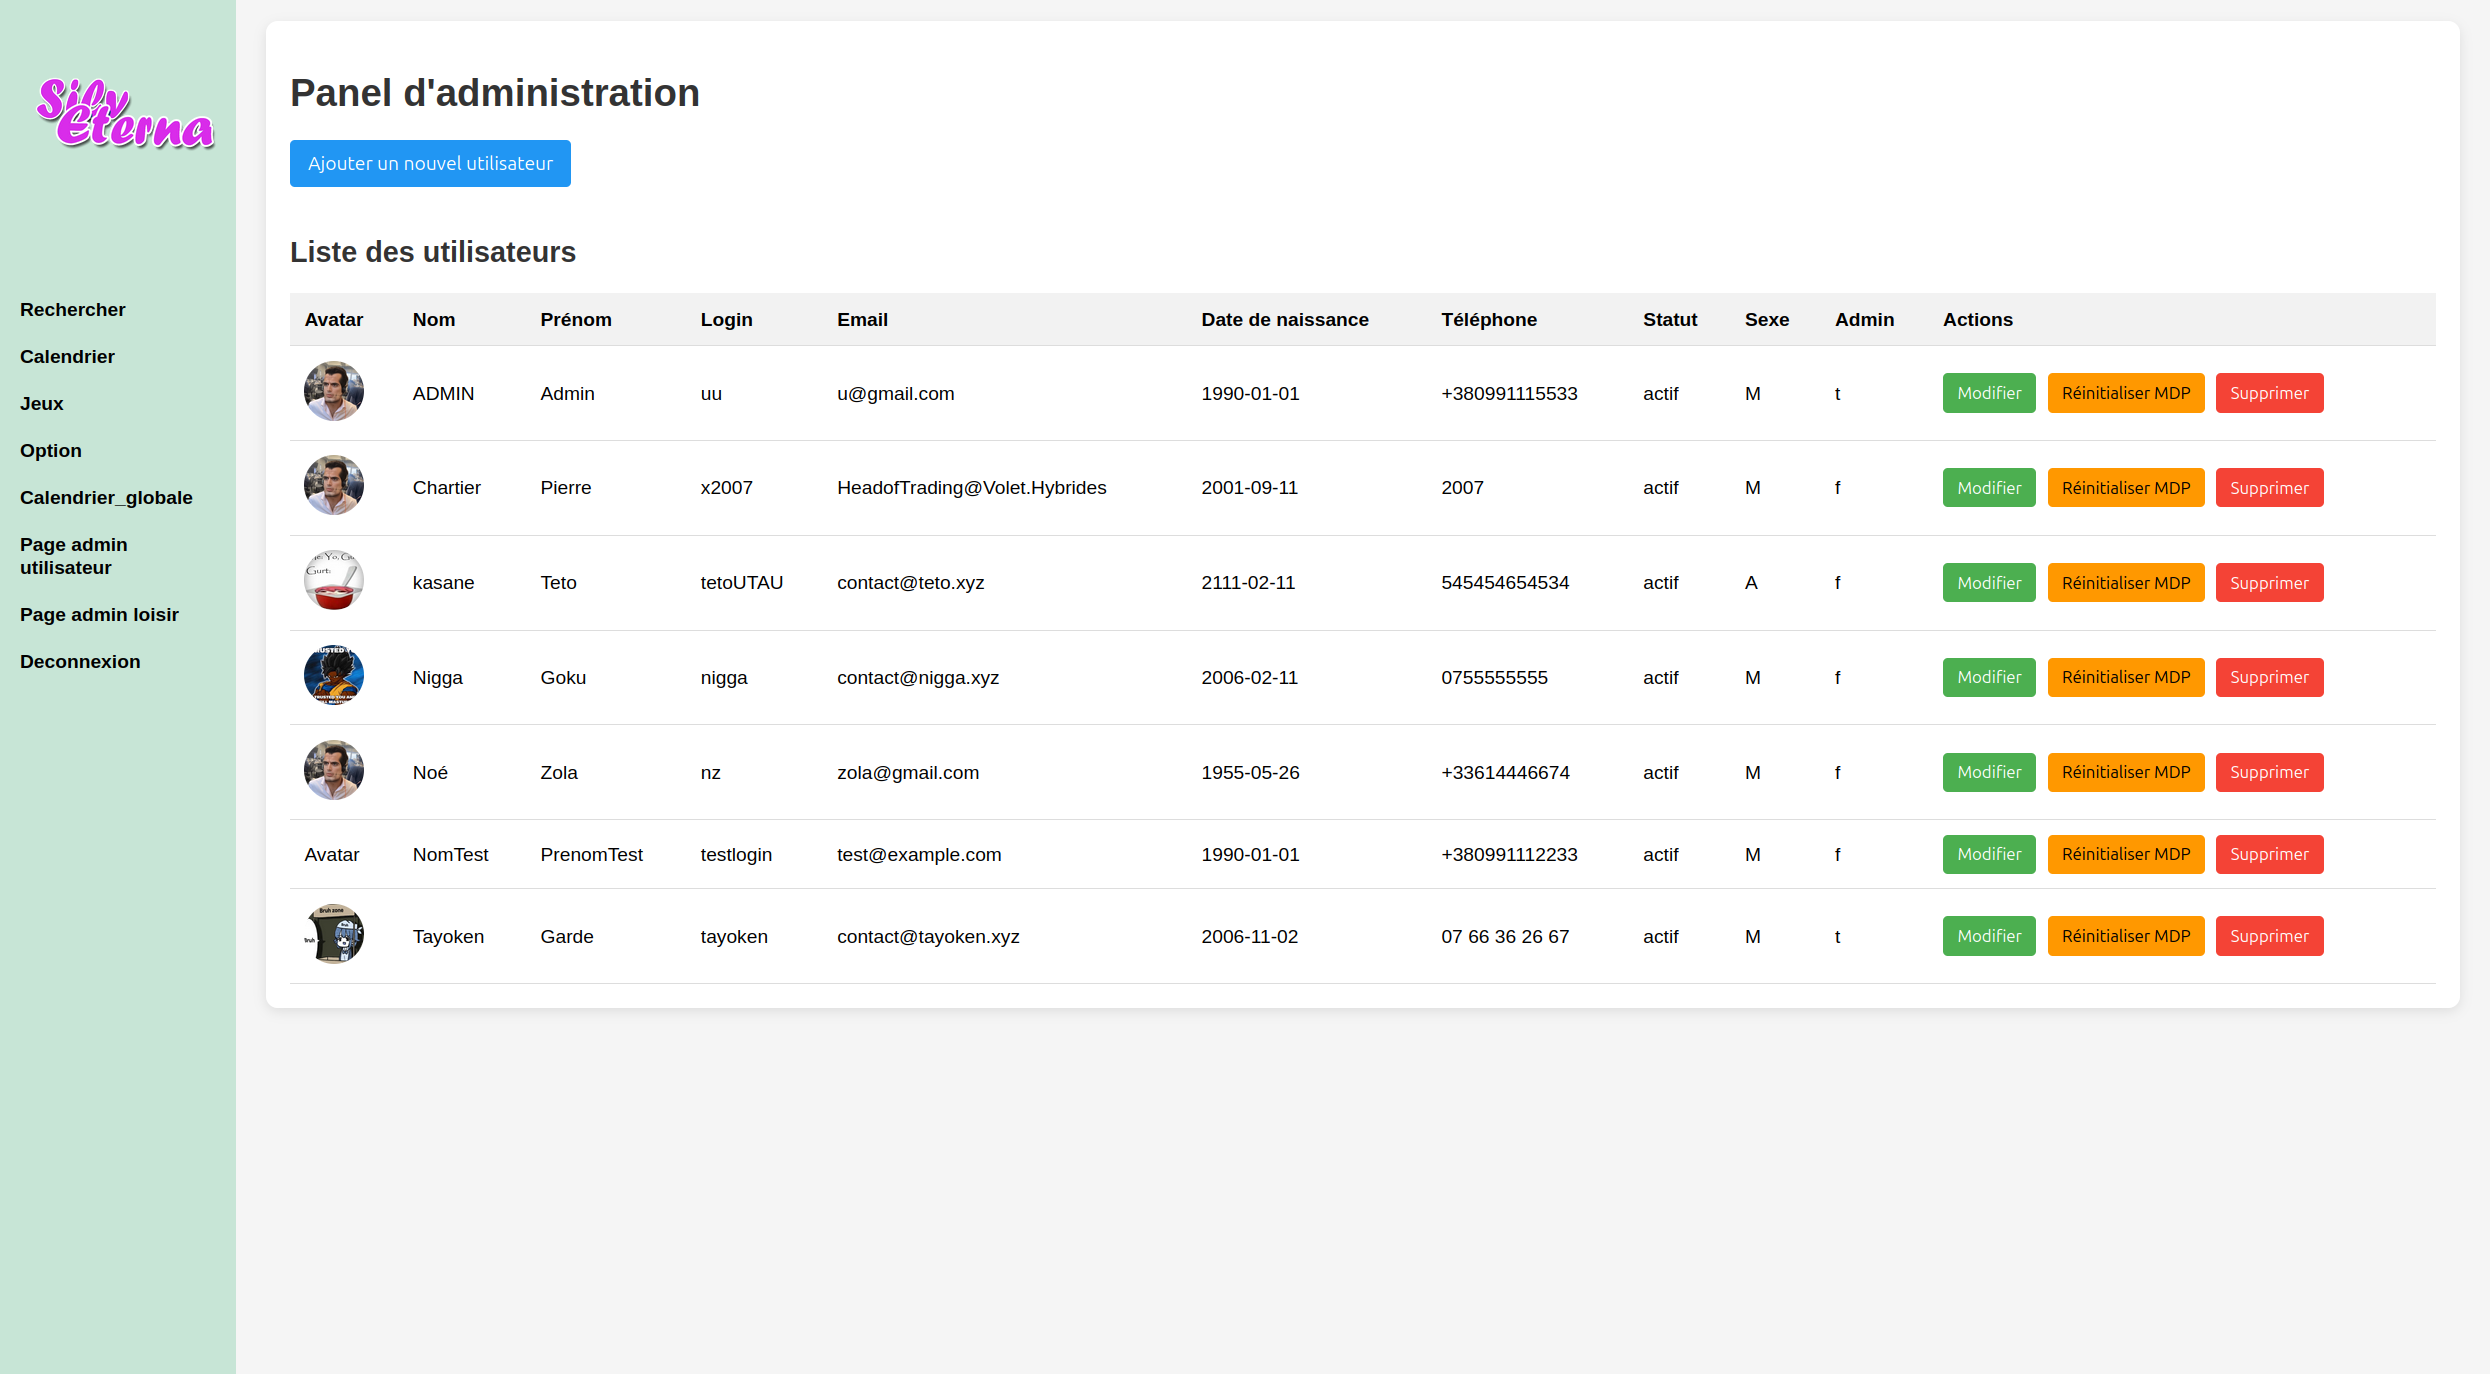 Silv
Eterna
Rechercher
Calendrier
Jeux
Option
Calendrier_globale
Page admin
utilisateur
Page admin loisir
Deconnexion
Panel d'administration
Ajouter un nouvel utilisateur
Liste des utilisateurs
Avatar Nom Prénom Login Email Date de naissance Téléphone Statut Sexe Admin Actions
ADMIN Admin uu u@gmail.com 1990-01-01 +380991115533 actif M t Modifier Réinitialiser MDP Supprimer
Chartier Pierre x2007 HeadofTrading@Volet.Hybrides 2001-09-11 2007 actif M f Modifier Réinitialiser MDP Supprimer
Yo, Gu
Gurt:
kasane Teto tetoUTAU contact@teto.xyz 2111-02-11 545454654534 actif A f Modifier Réinitialiser MDP Supprimer
Nigga Goku nigga contact@nigga.xyz 2006-02-11 0755555555 actif M f Modifier Réinitialiser MDP Supprimer
Noé Zola nz zola@gmail.com 1955-05-26 +33614446674 actif M f Modifier Réinitialiser MDP Supprimer
Avatar NomTest PrenomTest testlogin test@example.com 1990-01-01 +380991112233 actif M f Modifier Réinitialiser MDP Supprimer
Bruh zone
Bruh
Tayoken Garde tayoken contact@tayoken.xyz 2006-11-02 07 66 36 26 67 actif M t Modifier Réinitialiser MDP Supprimer